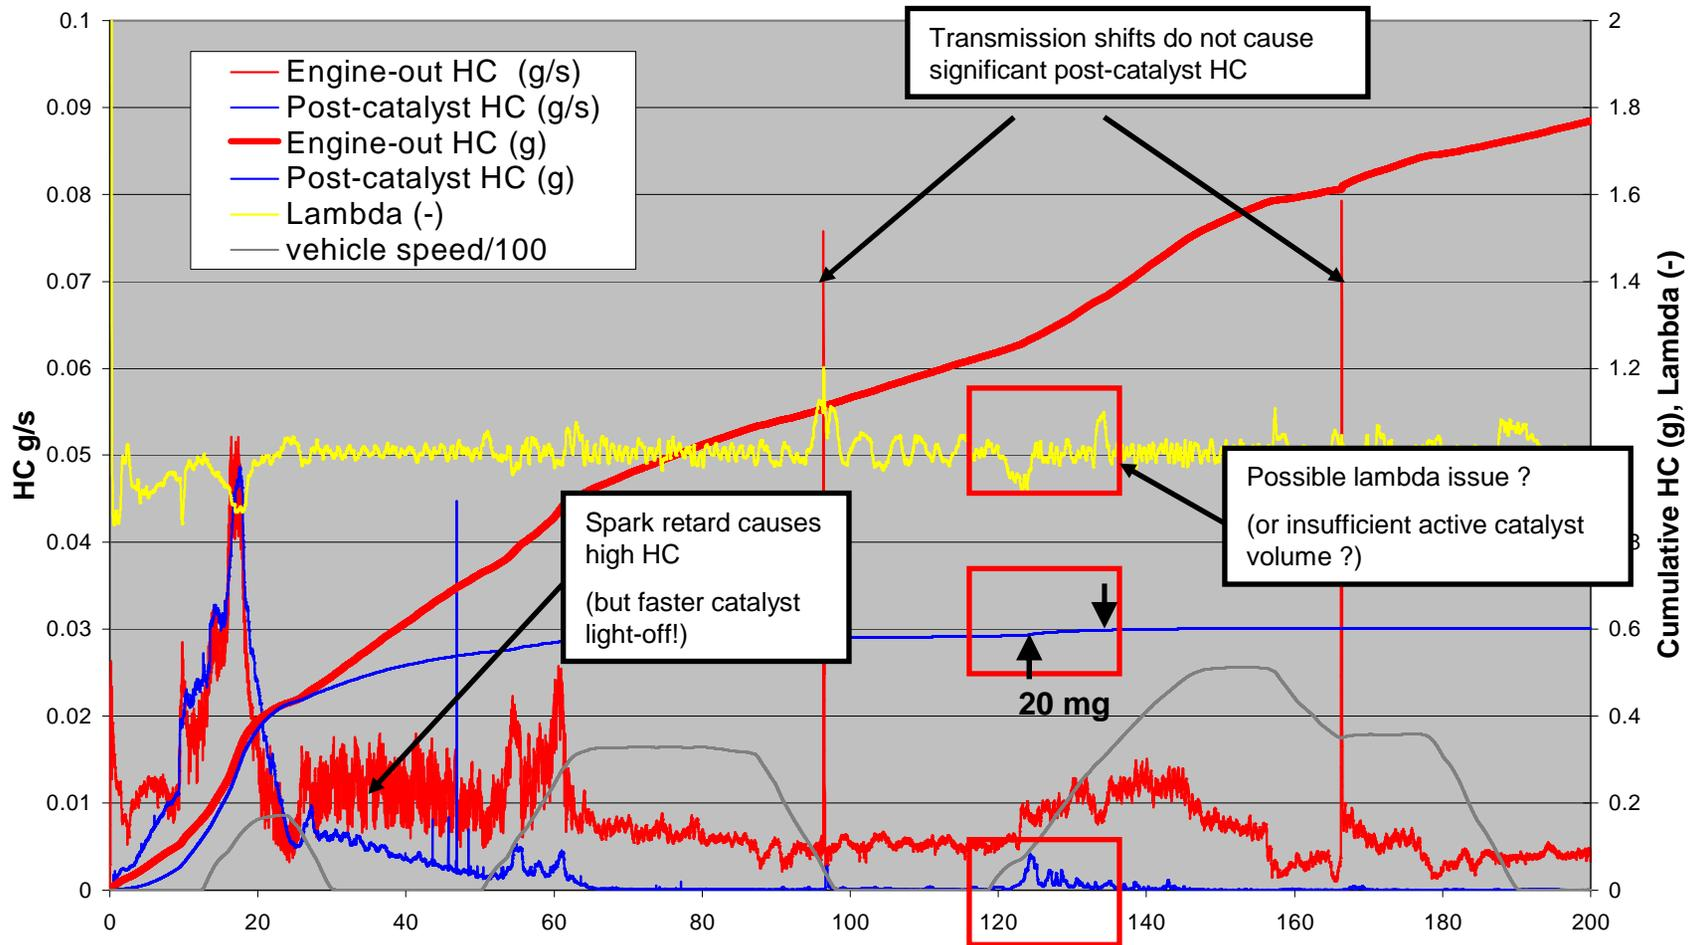 Transmission shifts do not cause
significant post-catalyst HC
Engine-out HC (g/s)
Post-catalyst HC (g/s)
Engine-out HC (g)
Post-catalyst HC (g)
Lambda (-)
vehicle speed/100
Spark retard causes
high HC
(but faster catalyst
light-off!)
Possible lambda issue ?
(or insufficient active catalyst
volume ?)
20 mg
HC g/s
0.1
0.09
0.08
0.07
0.06
0.05
0.04
0.03
0.02
0.01
0
2
1.8
1.6
1.4
1.2
8
0.6
0.4
0.2
0
Cumulative HC (g), Lambda (-)
0 20 40 60 80 100 120 140 160 180 200